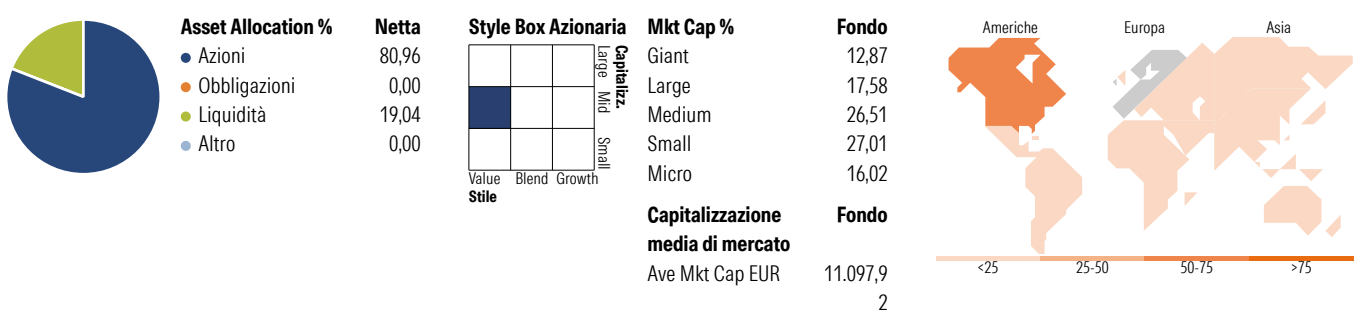 Asset Allocation % Netta
Azioni 80,96
Obbligazioni 0,00
Liquidità 19,04
Altro 0,00
Style Box Azionaria
Capitalizz.
Large
Mid
Small
Value Blend Growth
Stile
Mkt Cap % Fondo
Giant 12,87
Large 17,58
Medium 26,51
Small 27,01
Micro 16,02
Capitalizzazione Fondo
media di mercato
Ave Mkt Cap EUR 11.097,9
2
Americhe Europa Asia
<25 25-50 50-75 >75